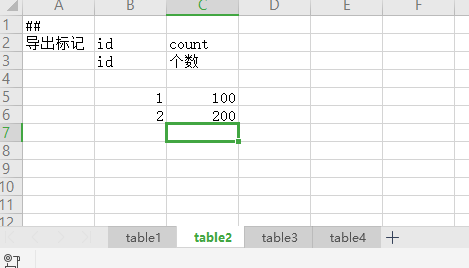 A B C D E F
1 ##
2 导出标记 id count
3 id 个数
4
5 1 100
6 2 200
7
8
9
10
11
12
table1 table2 table3 table4